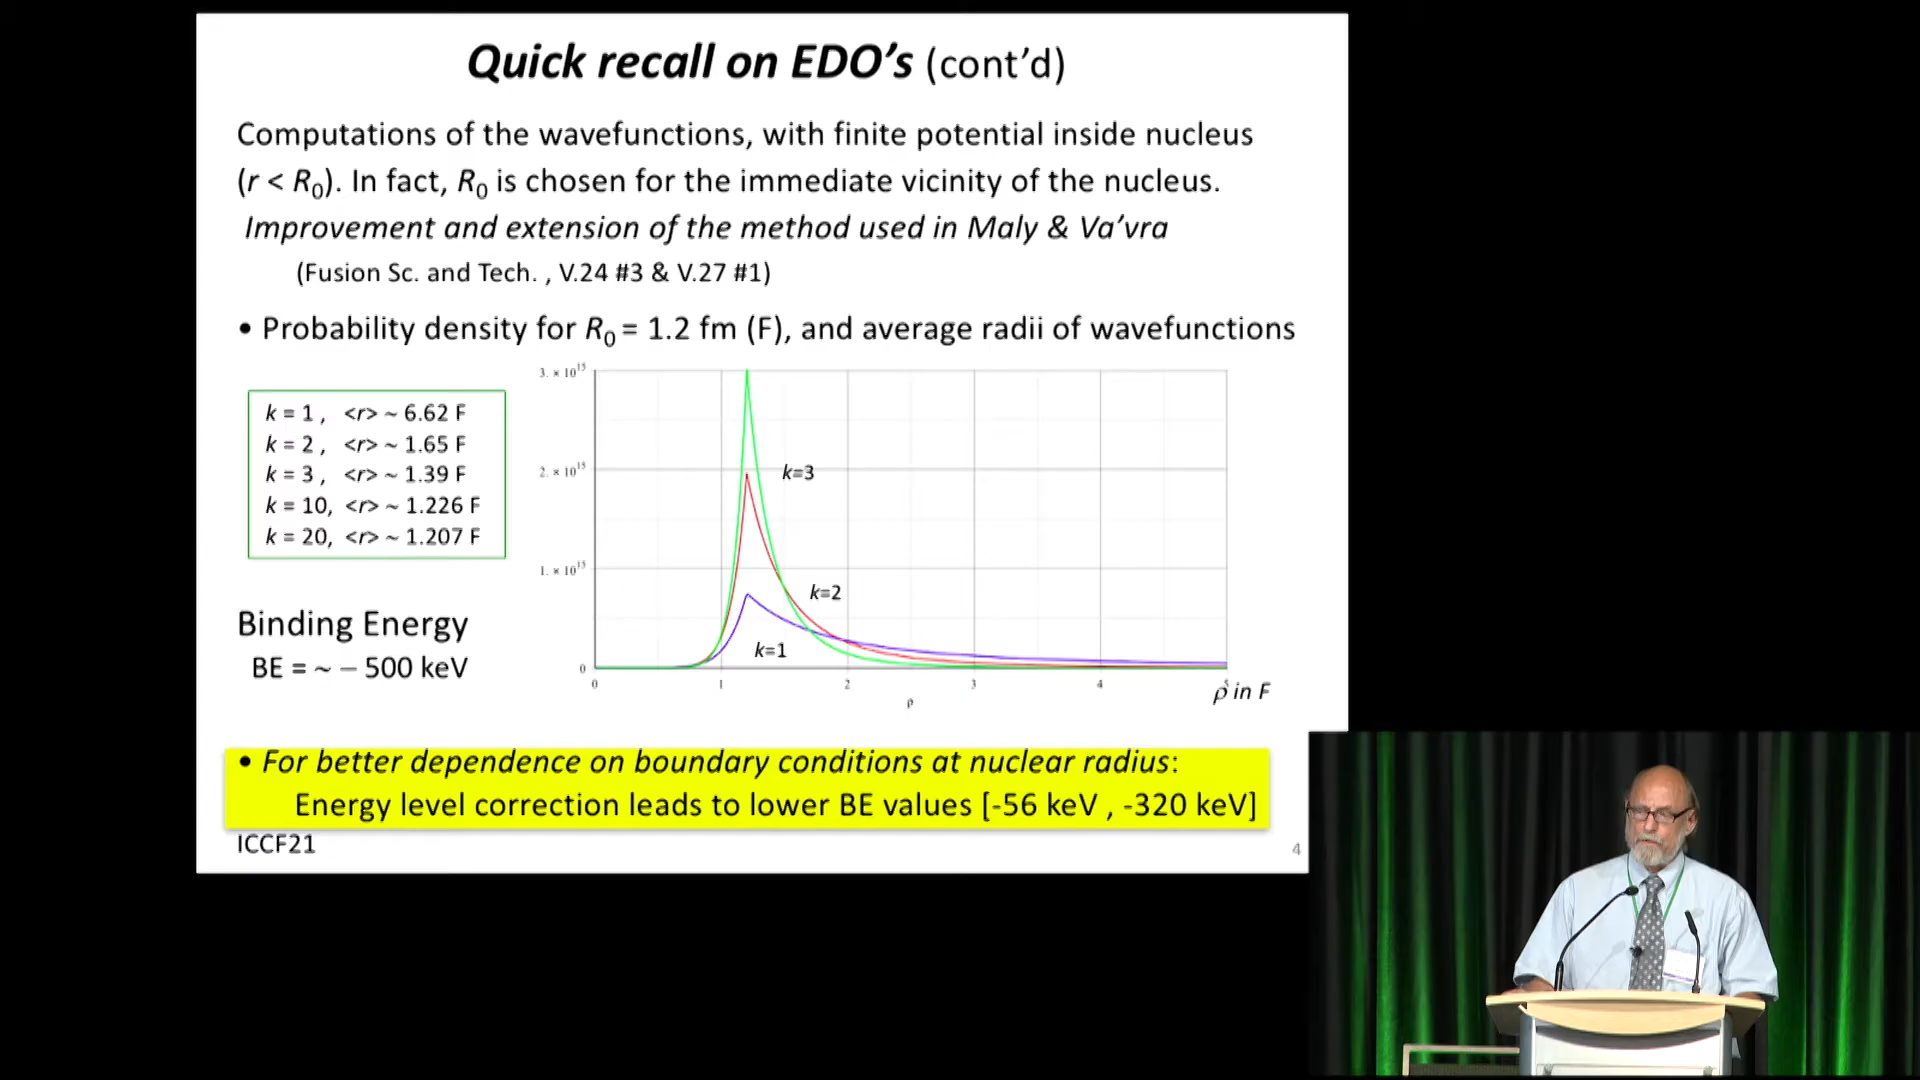 Quick recall on EDO's (cont'd)
Computations of the wavefunctions, with finite potential inside nucleus
(r < R₀). In fact, R₀ is chosen for the immediate vicinity of the nucleus.
Improvement and extension of the method used in Maly & Va'vra
(Fusion Sc. and Tech. , V.24 #3 & V.27 #1)
• Probability density for R₀ = 1.2 fm (F), and average radii of wavefunctions
k = 1 , <r> ~ 6.62 F
k = 2 , <r> ~ 1.65 F
k = 3 , <r> ~ 1.39 F
k = 10, <r> ~ 1.226 F
k = 20, <r> ~ 1.207 F
3. × 10¹⁵
2. × 10¹⁵
1. × 10¹⁵
0
k=3
k=2
k=1
0 1 2 3 4 5
ρ
ρ in F
Binding Energy
BE = ~ − 500 keV
• For better dependence on boundary conditions at nuclear radius:
Energy level correction leads to lower BE values [-56 keV , -320 keV]
ICCF21
4